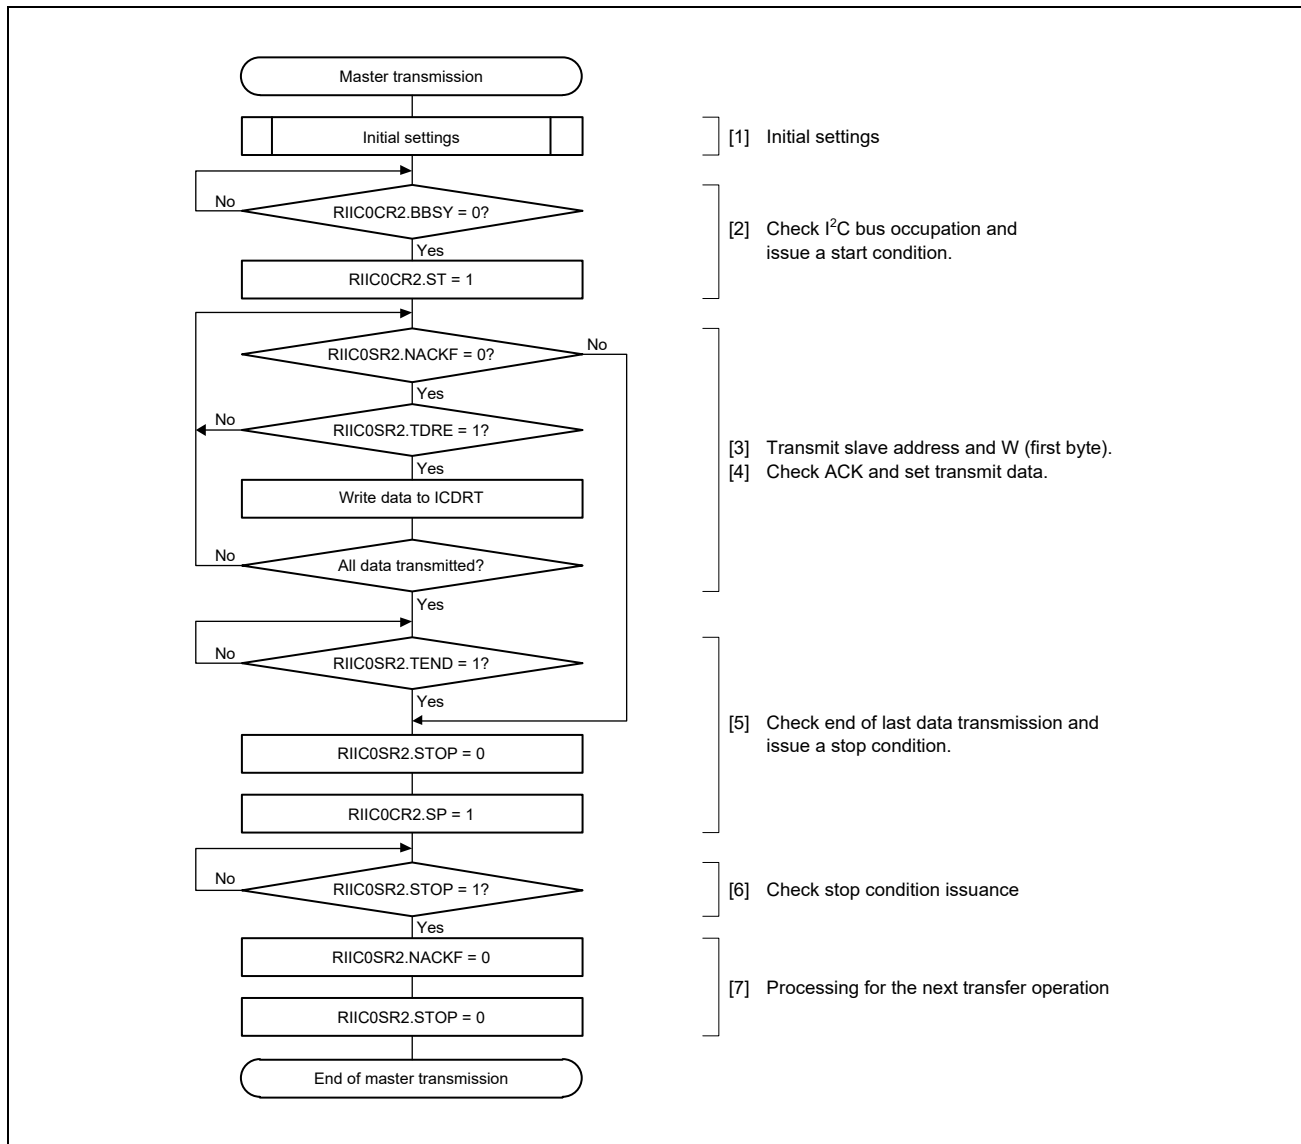 Master transmission
Initial settings
[1] Initial settings
No
RIIC0CR2.BBSY = 0?
Yes
[2] Check I²C bus occupation and
issue a start condition.
RIIC0CR2.ST = 1
RIIC0SR2.NACKF = 0?
No
Yes
No
RIIC0SR2.TDRE = 1?
Yes
[3] Transmit slave address and W (first byte).
[4] Check ACK and set transmit data.
Write data to ICDRT
No
All data transmitted?
Yes
No
RIIC0SR2.TEND = 1?
Yes
[5] Check end of last data transmission and
issue a stop condition.
RIIC0SR2.STOP = 0
RIIC0CR2.SP = 1
No
RIIC0SR2.STOP = 1?
Yes
[6] Check stop condition issuance
RIIC0SR2.NACKF = 0
[7] Processing for the next transfer operation
RIIC0SR2.STOP = 0
End of master transmission